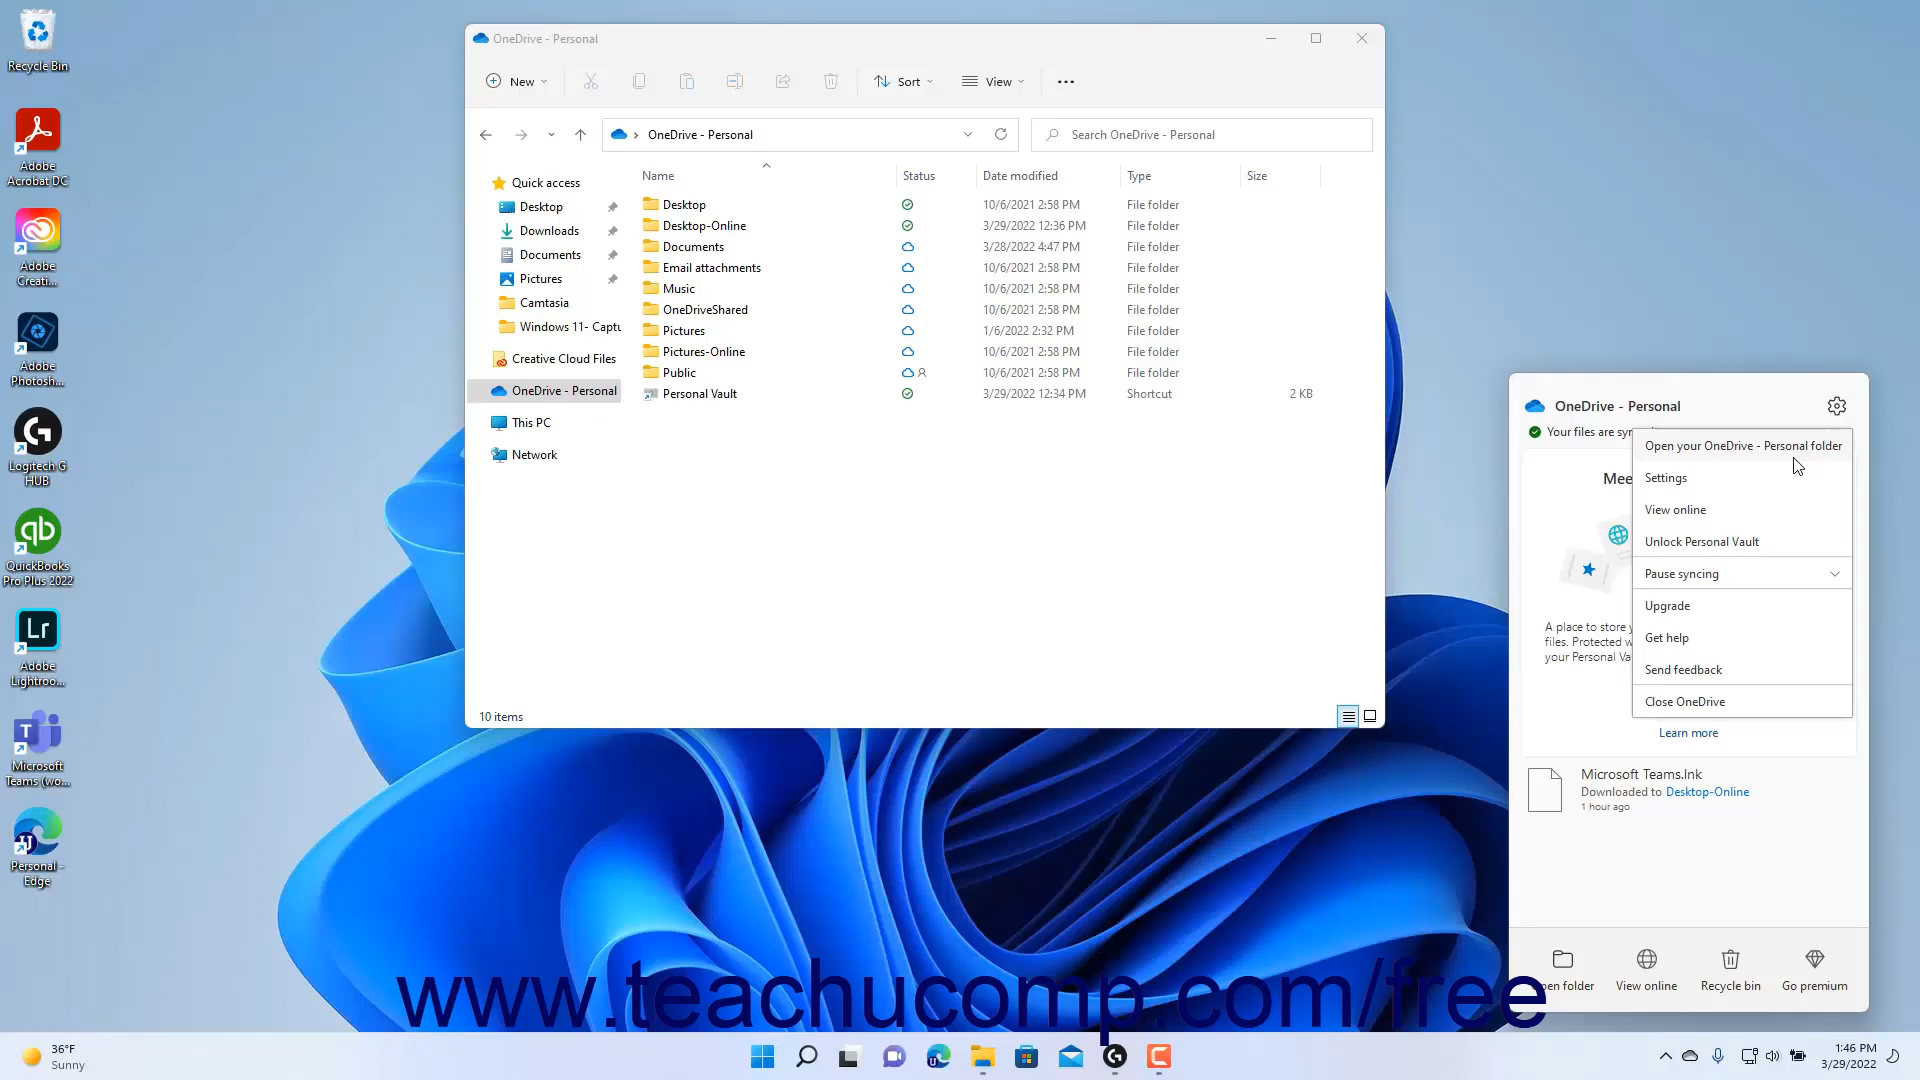 Recycle Bin
Adobe
Acrobat DC
Adobe
Creati...
Adobe
Photosh...
Logitech G
HUB
QuickBooks
Pro Plus 2022
Adobe
Lightroo...
Microsoft
Teams (wo...
Personal -
Edge
OneDrive - Personal
New
Sort
View
OneDrive - Personal
Search OneDrive - Personal
Quick access
Desktop
Downloads
Documents
Pictures
Camtasia
Windows 11- Captu
Creative Cloud Files
OneDrive - Personal
This PC
Network
Name Status Date modified Type Size
Desktop 10/6/2021 2:58 PM File folder
Desktop-Online 3/29/2022 12:36 PM File folder
Documents 3/28/2022 4:47 PM File folder
Email attachments 10/6/2021 2:58 PM File folder
Music 10/6/2021 2:58 PM File folder
OneDriveShared 10/6/2021 2:58 PM File folder
Pictures 1/6/2022 2:32 PM File folder
Pictures-Online 10/6/2021 2:58 PM File folder
Public 10/6/2021 2:58 PM File folder
Personal Vault 3/29/2022 12:34 PM Shortcut 2 KB
10 items
OneDrive - Personal
Your files are syn
Mee
A place to store y
files. Protected w
your Personal Va
Open your OneDrive - Personal folder
Settings
View online
Unlock Personal Vault
Pause syncing
Upgrade
Get help
Send feedback
Close OneDrive
Learn more
Microsoft Teams.lnk
Downloaded to Desktop-Online
1 hour ago
Open folder
View online
Recycle bin
Go premium
www.teachucomp.com/free
36°F
Sunny
1:46 PM
3/29/2022